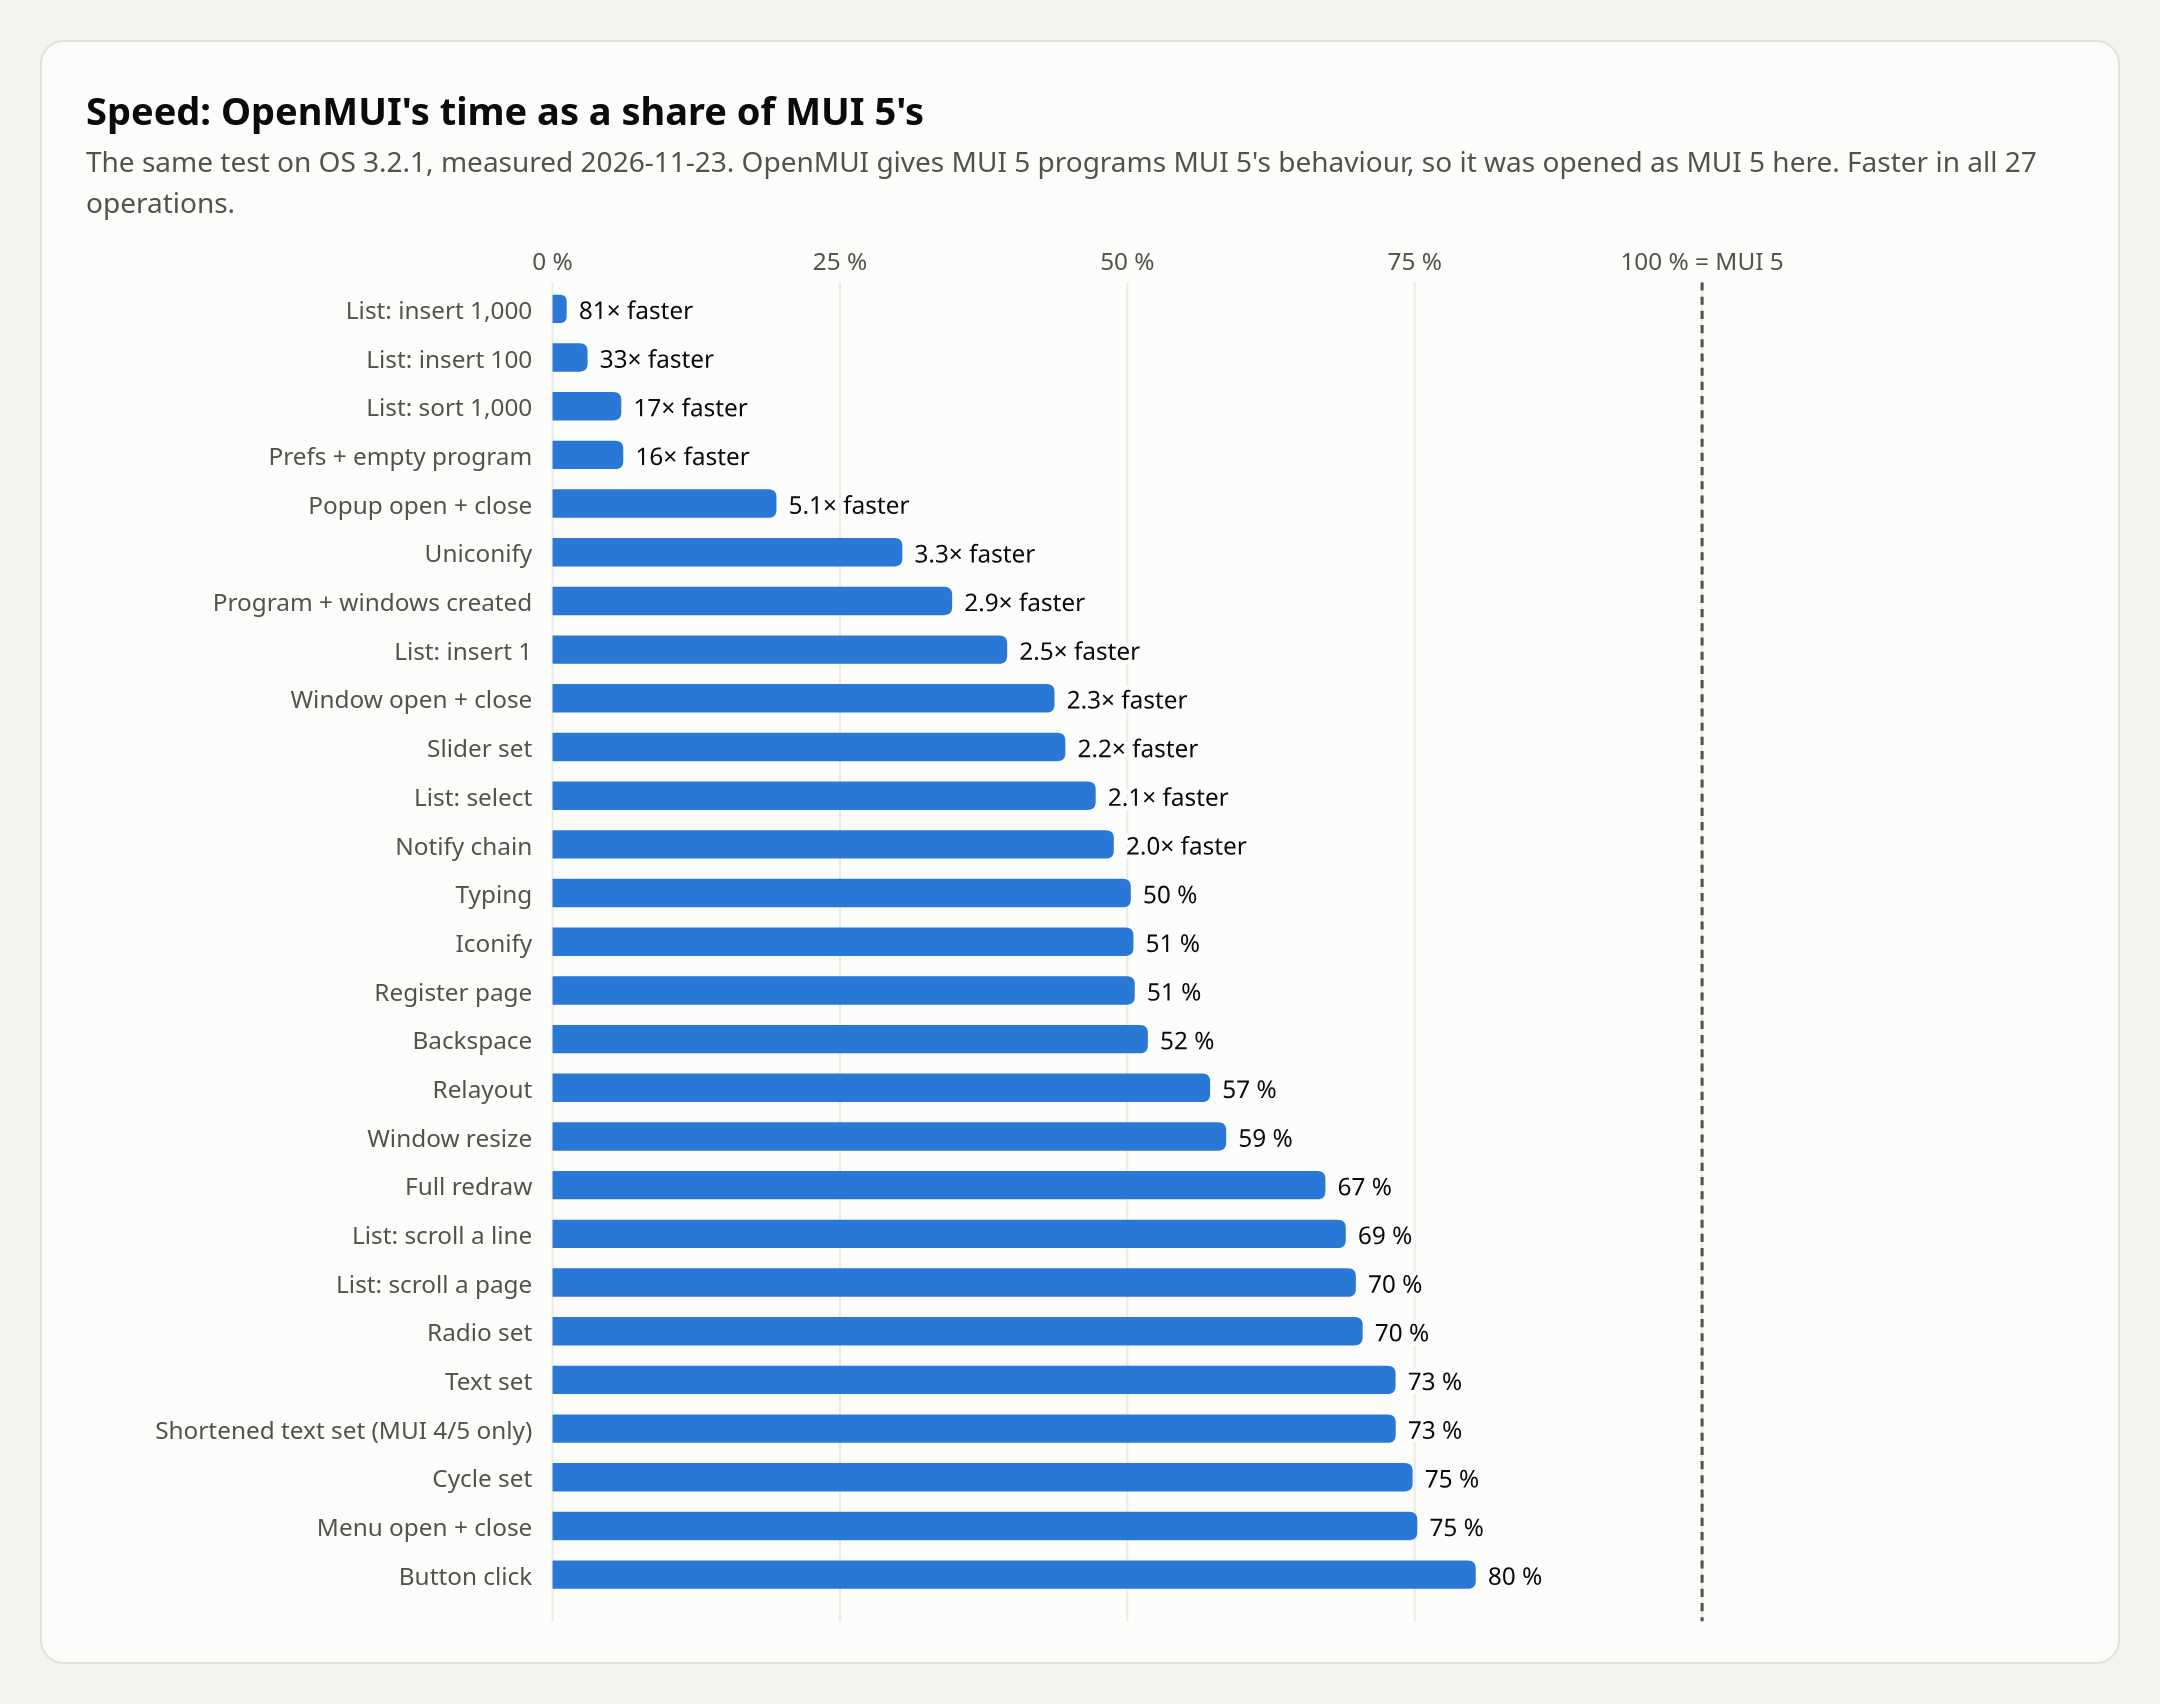 Speed: OpenMUI's time as a share of MUI 5's
The same test on OS 3.2.1, measured 2026-11-23. OpenMUI gives MUI 5 programs MUI 5's behaviour, so it was opened as MUI 5 here. Faster in all 27
operations.
0 % 25 % 50 % 75 % 100 % = MUI 5
List: insert 1,000 81× faster
List: insert 100 33× faster
List: sort 1,000 17× faster
Prefs + empty program 16× faster
Popup open + close 5.1× faster
Uniconify 3.3× faster
Program + windows created 2.9× faster
List: insert 1 2.5× faster
Window open + close 2.3× faster
Slider set 2.2× faster
List: select 2.1× faster
Notify chain 2.0× faster
Typing 50 %
Iconify 51 %
Register page 51 %
Backspace 52 %
Relayout 57 %
Window resize 59 %
Full redraw 67 %
List: scroll a line 69 %
List: scroll a page 70 %
Radio set 70 %
Text set 73 %
Shortened text set (MUI 4/5 only) 73 %
Cycle set 75 %
Menu open + close 75 %
Button click 80 %